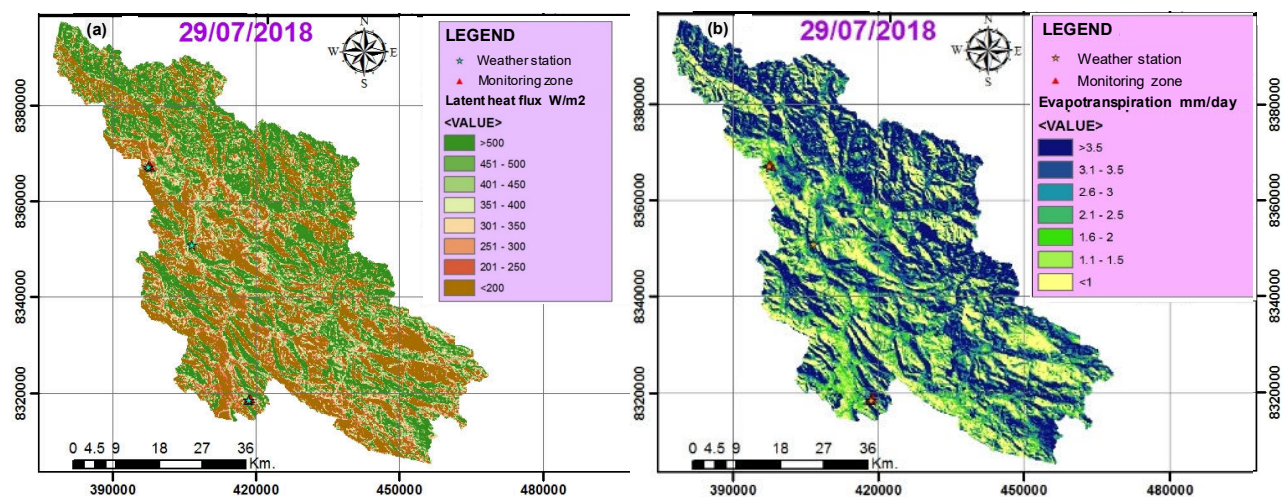 (a)
29/07/2018
N
W E
S
LEGEND
Weather station
Monitoring zone
Latent heat flux W/m2
<VALUE>
>500
451 - 500
401 - 450
351 - 400
301 - 350
251 - 300
201 - 250
<200
8380000
8360000
8340000
8320000
0 4.5 9 18 27 36
Km.
390000 420000 450000 480000
(b)
29/07/2018
N
W E
S
LEGEND
Weather station
Monitoring zone
Evapotranspiration mm/day
<VALUE>
>3.5
3.1 - 3.5
2.6 - 3
2.1 - 2.5
1.6 - 2
1.1 - 1.5
<1
8380000
8360000
8340000
8320000
8380000
8360000
8340000
8320000
0 4.5 9 18 27 36
Km.
390000 420000 450000 480000